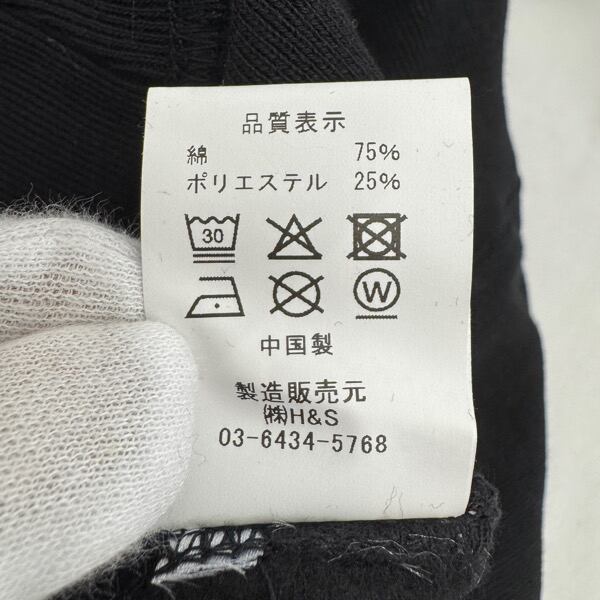 品質表示
綿 75%
ポリエステル 25%
30
W
中国製
製造販売元
㈱H&S
03-6434-5768